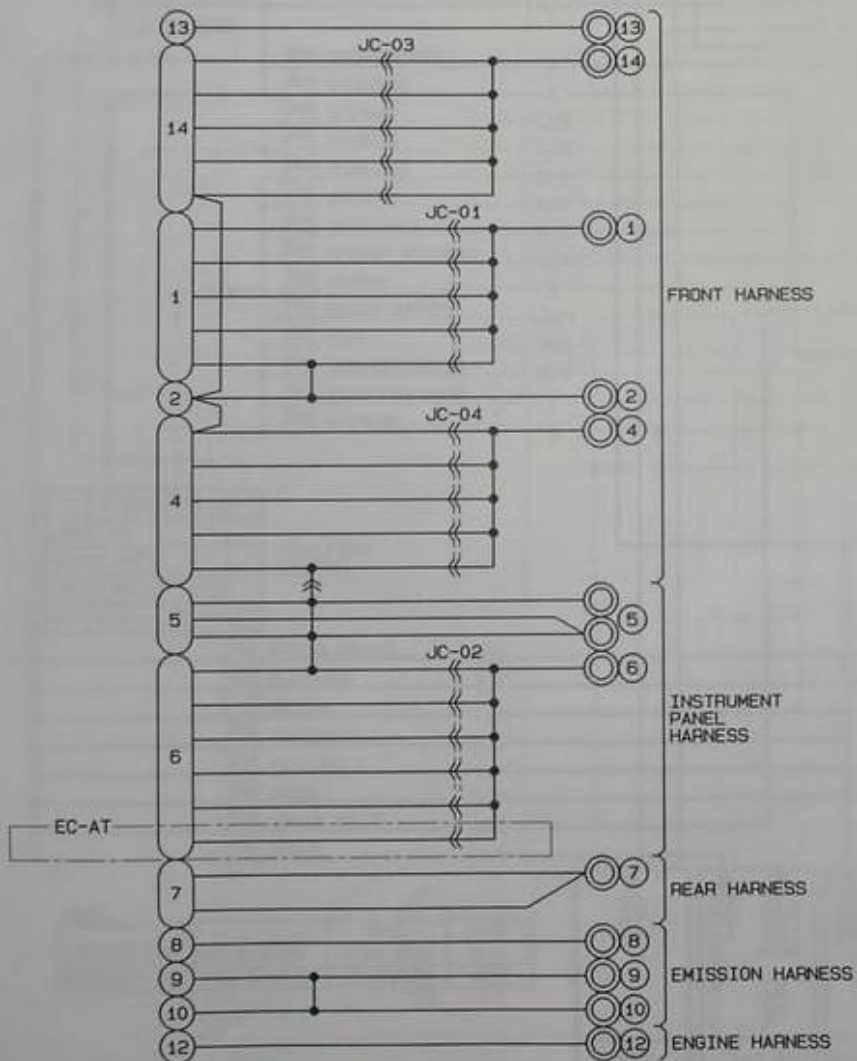 13
13
JC-03
14
14
JC-01
1
1
FRONT HARNESS
2
2
JC-04
4
4
5
5
JC-02
6
INSTRUMENT
PANEL
HARNESS
6
EC-AT
7
7
REAR HARNESS
8
8
9
9
EMISSION HARNESS
10
10
12
12
ENGINE HARNESS